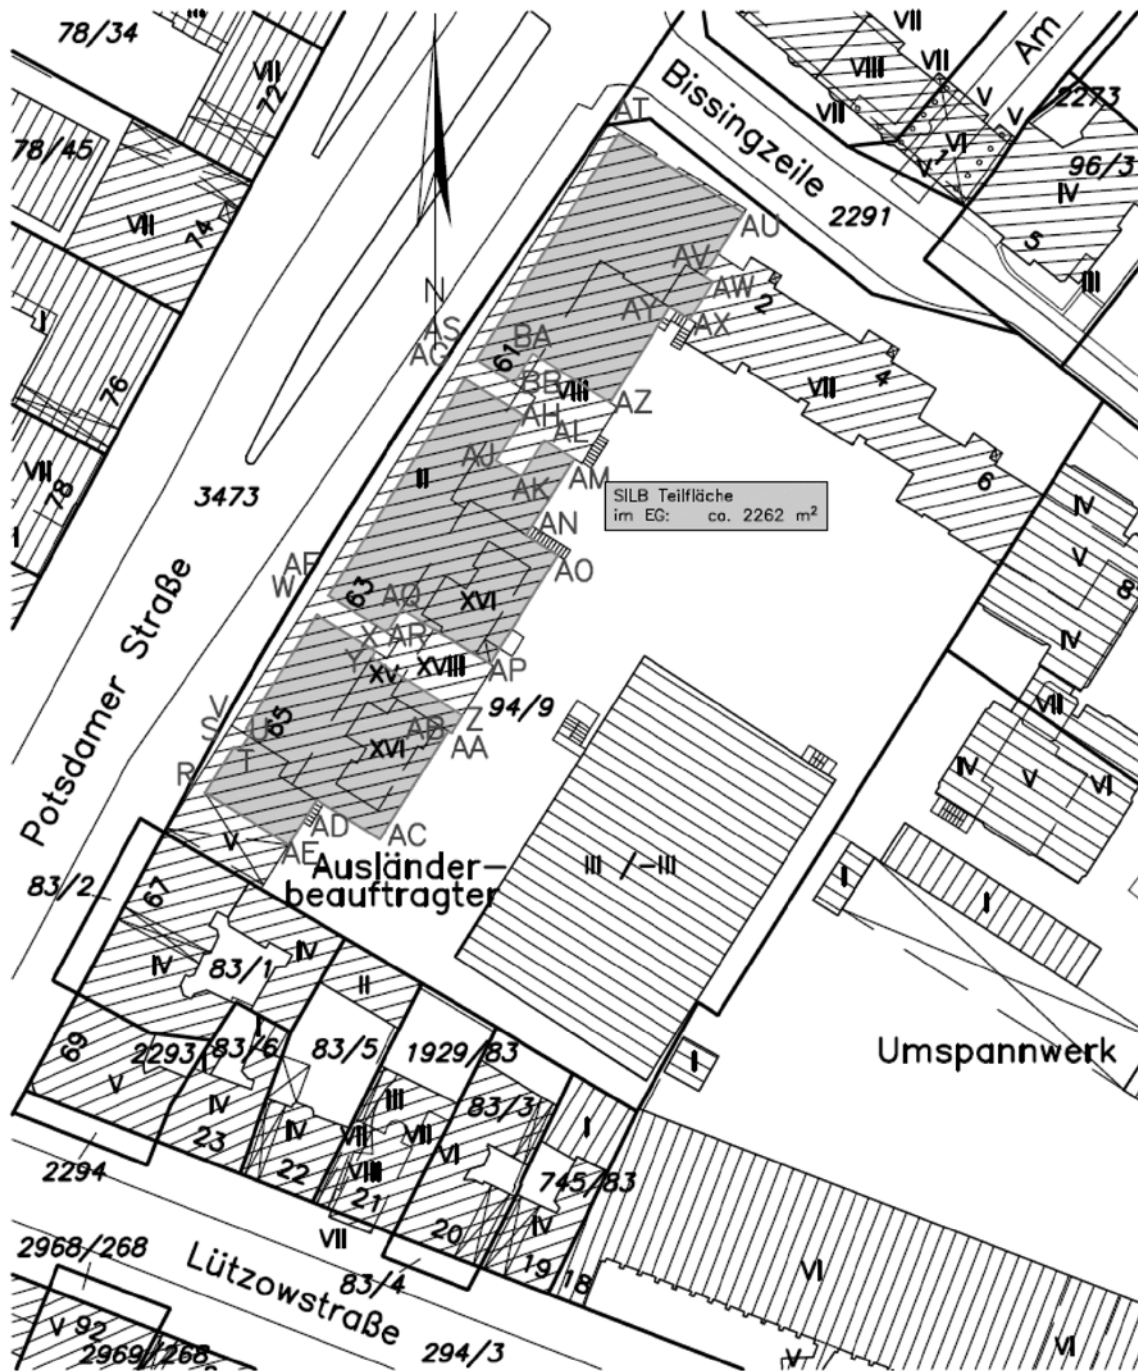 78/34
VII
72
VII
VIII
VII
VII
Am
V
V
2273
78/45
VII
74
AT
Bissingzeile
VI
V
96/3
IV
2291
5
III
AU
AV
AW
2
N
AS
AG
AY
AX
I
BA
61
BB
VIII
AZ
4
VII
76
AH
AL
VII
78
AJ
II
AK
AM
6
3473
SILB Teilfläche
im EG: ca. 2262 m²
AN
IV
I
AO
V
AF
W
63
AQ
XVI
8
Potsdamer Straße
X
AR
XVIII
AP
IV
Y
XV
94/9
VII
V
S
U
65
AB
Z
XVI
AA
T
R
IV
V
VI
AD
AC
V
AE
Ausländer-
beauftragter
III /-III
I
I
83/2
67
IV
83/1
IV
II
69
2293
83/6
I
83/5
1929/83
Umspannwerk
I
V
IV
23
IV
22
III
VII
VII
VIII
21
83/3
VI
I
2294
745/83
20
IV
19
18
VII
2968/268
Lützowstraße
83/4
VI
V
92
2969/268
294/3
V
VI